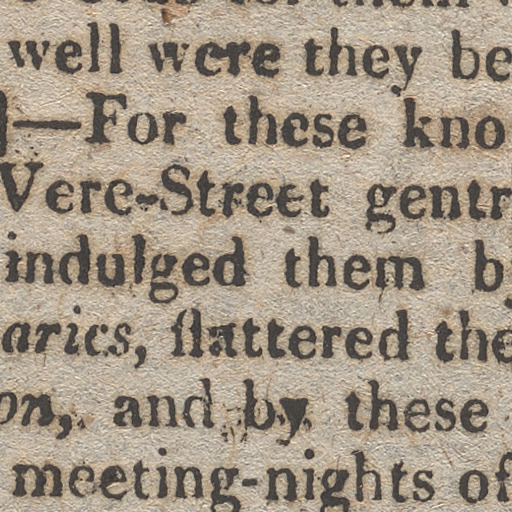 well were they be
]—For these kno
Vere-Street gentr
indulged them b
arics, flattered the
on, and by these
meeting-nights of